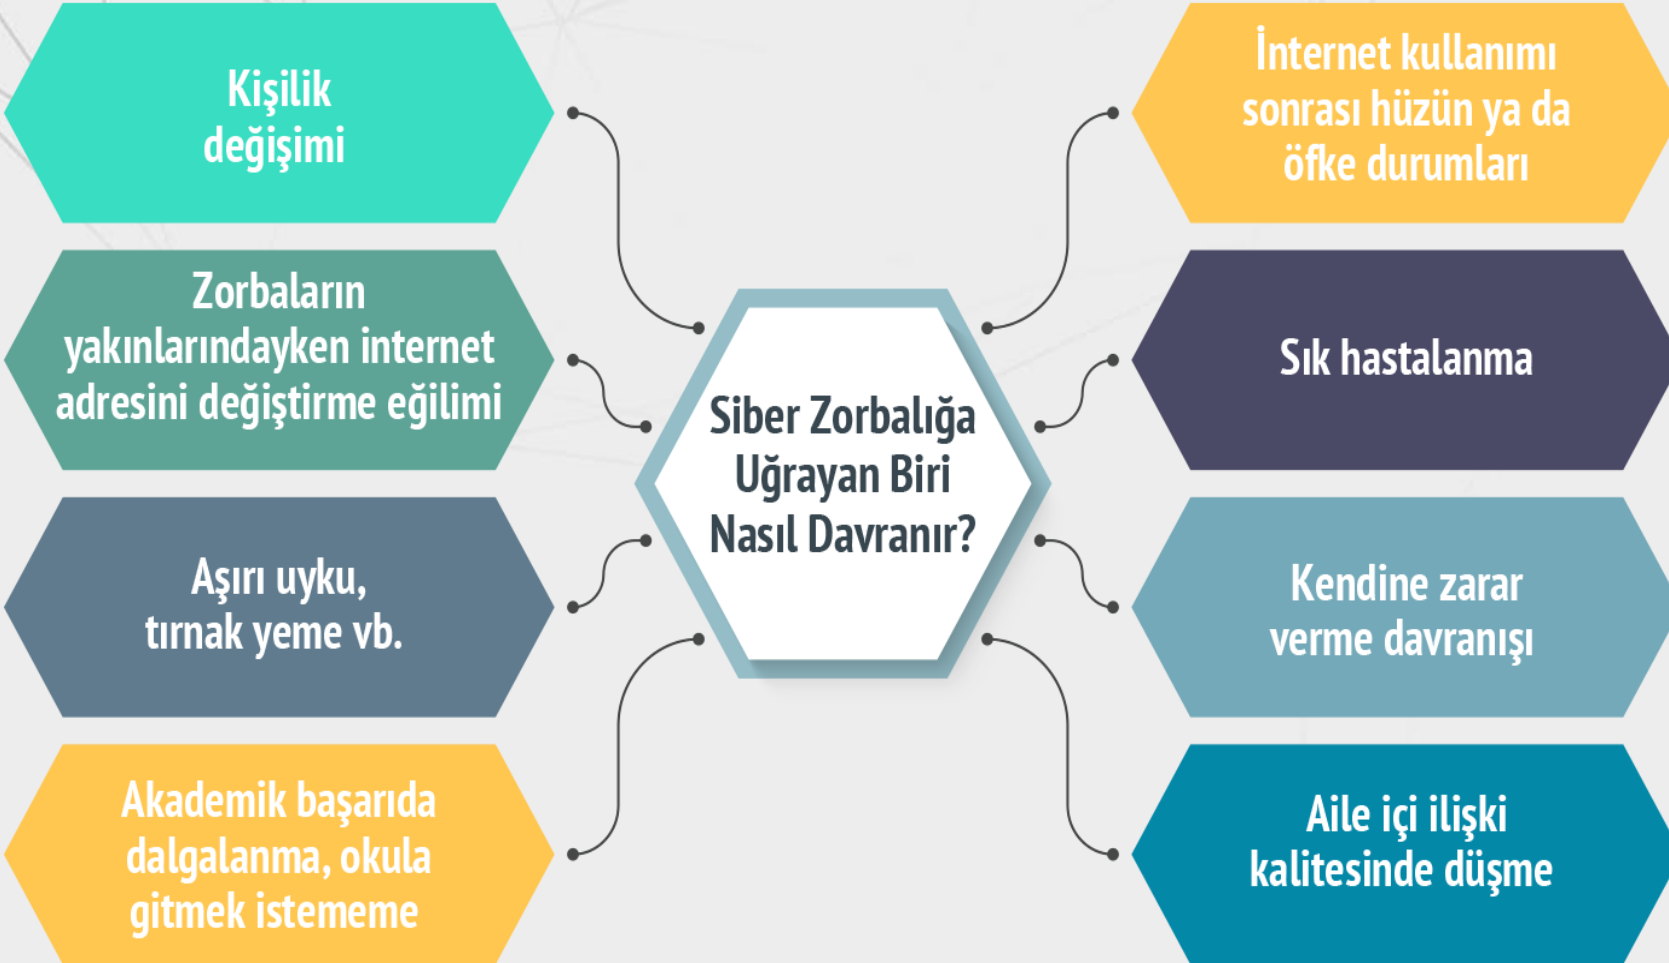 Kişilik
değişimi
Zorbaların
yakınlarındayken internet
adresini değiştirme eğilimi
Aşırı uyku,
tırnak yeme vb.
Akademik başarıda
dalgalanma, okula
gitmek istememe
Siber Zorbalığa
Uğrayan Biri
Nasıl Davranır?
İnternet kullanımı
sonrası hüzün ya da
öfke durumları
Sık hastalanma
Kendine zarar
verme davranışı
Aile içi ilişki
kalitesinde düşme